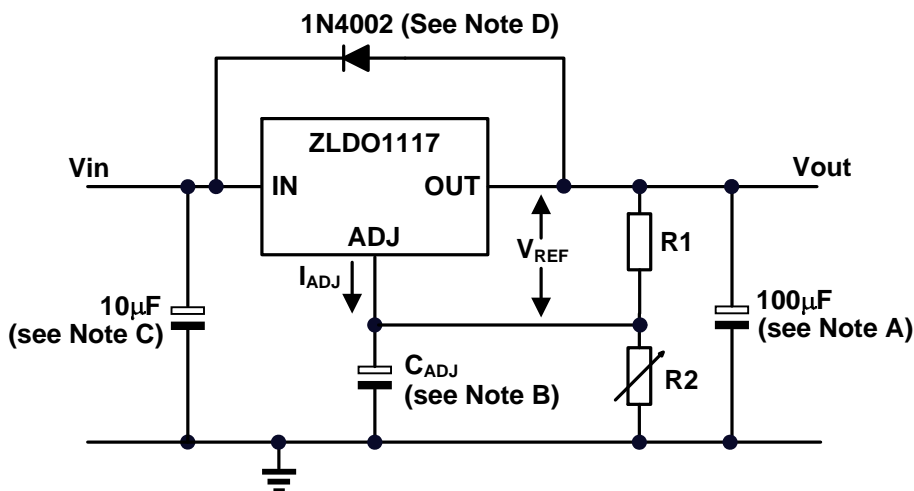 1N4002 (See Note D)
ZLDO1117
Vin
IN
OUT
Vout
ADJ
VREF
R1
IADJ
10µF
(see Note C)
100µF
(see Note A)
CADJ
(see Note B)
R2